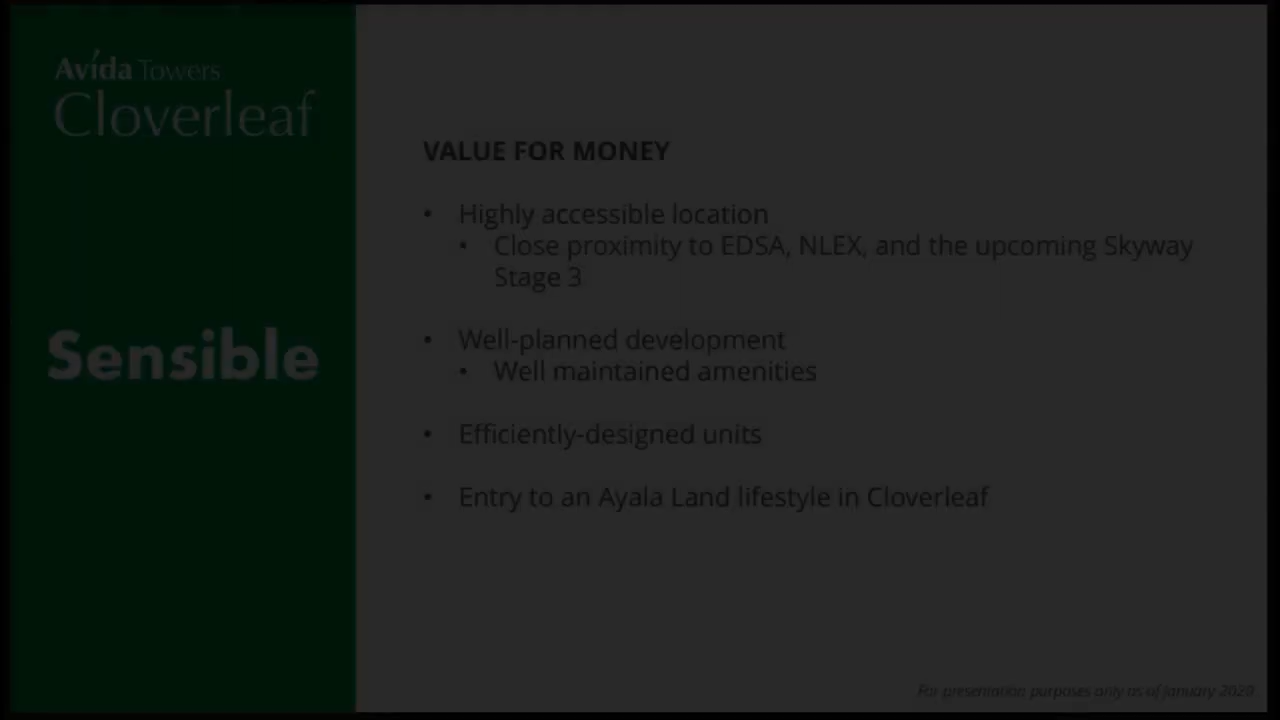 Avida Towers
Cloverleaf
Sensible
VALUE FOR MONEY
• Highly accessible location
• Close proximity to EDSA, NLEX, and the upcoming Skyway
Stage 3
• Well-planned development
• Well maintained amenities
• Efficiently-designed units
• Entry to an Ayala Land lifestyle in Cloverleaf
For presentation purposes only as of January 2020